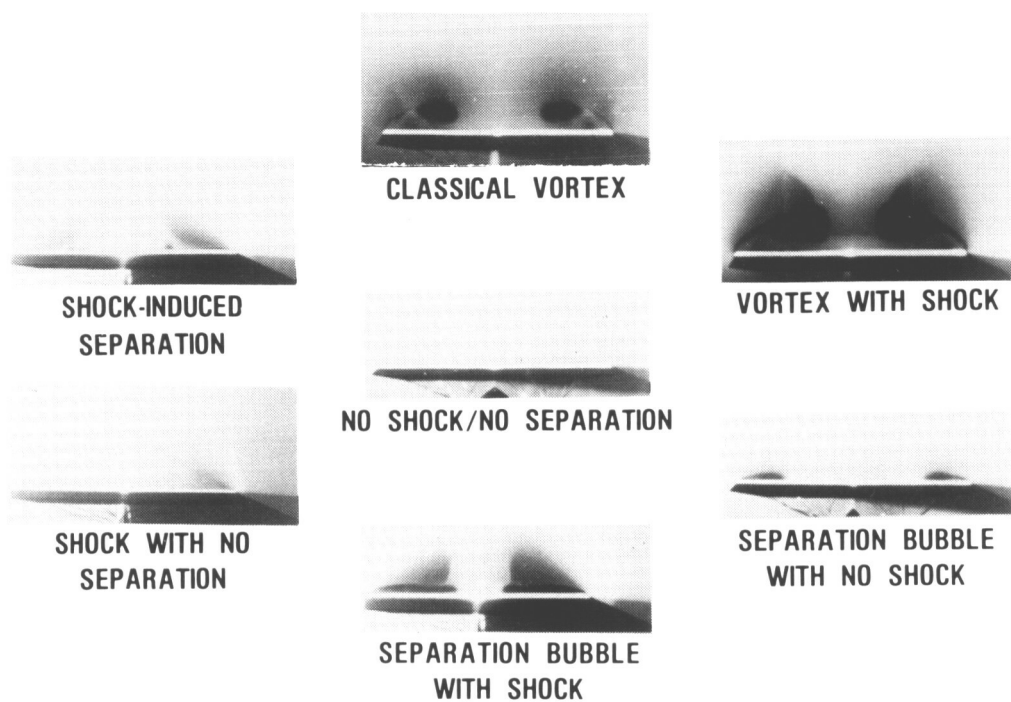 CLASSICAL VORTEX
SHOCK-INDUCED
SEPARATION
VORTEX WITH SHOCK
NO SHOCK/NO SEPARATION
SHOCK WITH NO
SEPARATION
SEPARATION BUBBLE
WITH NO SHOCK
SEPARATION BUBBLE
WITH SHOCK